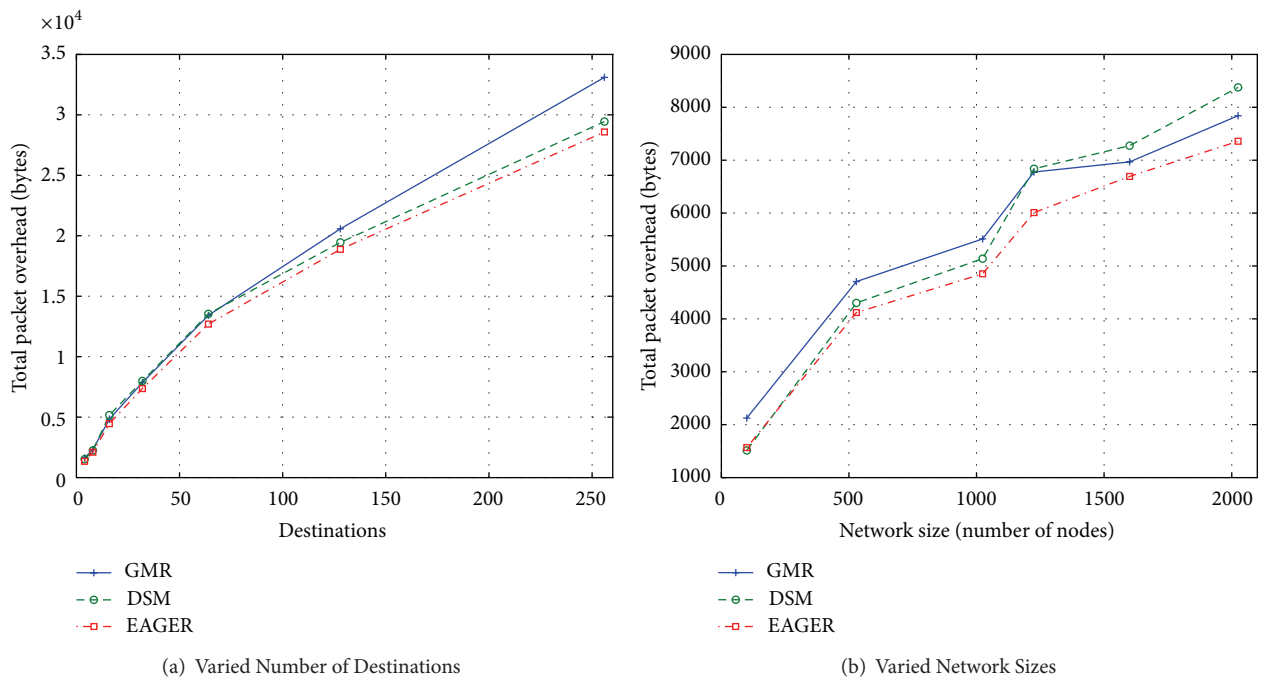 ×10⁴
3.5
3
2.5
2
1.5
1
0.5
0
0
50
100
150
200
250
Total packet overhead (bytes)
Destinations
GMR
DSM
EAGER
(a) Varied Number of Destinations
9000
8000
7000
6000
5000
4000
3000
2000
1000
0
500
1000
1500
2000
Total packet overhead (bytes)
Network size (number of nodes)
GMR
DSM
EAGER
(b) Varied Network Sizes